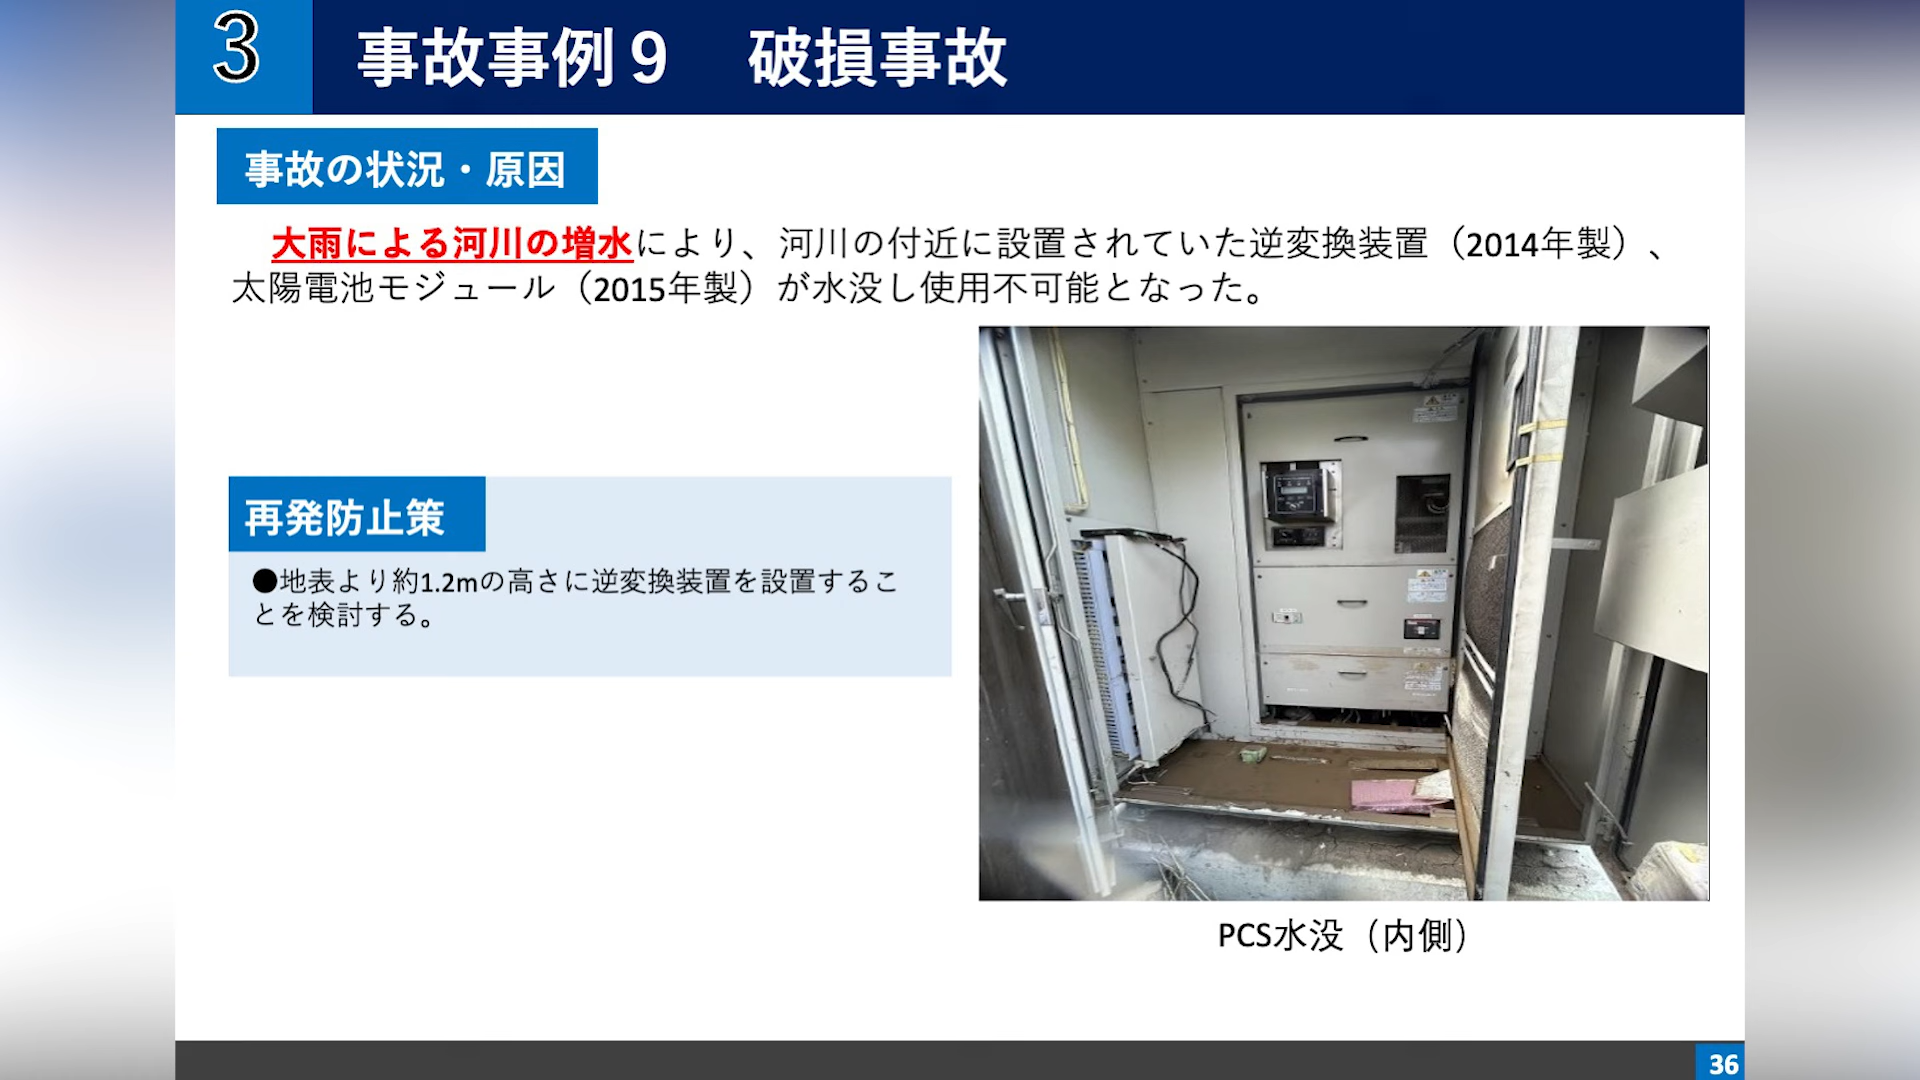 3
事故事例９　破損事故
事故の状況・原因
大雨による河川の増水により、河川の付近に設置されていた逆変換装置（2014年製）、
太陽電池モジュール（2015年製）が水没し使用不可能となった。
再発防止策
●地表より約1.2mの高さに逆変換装置を設置するこ
とを検討する。
PCS水没（内側）
36